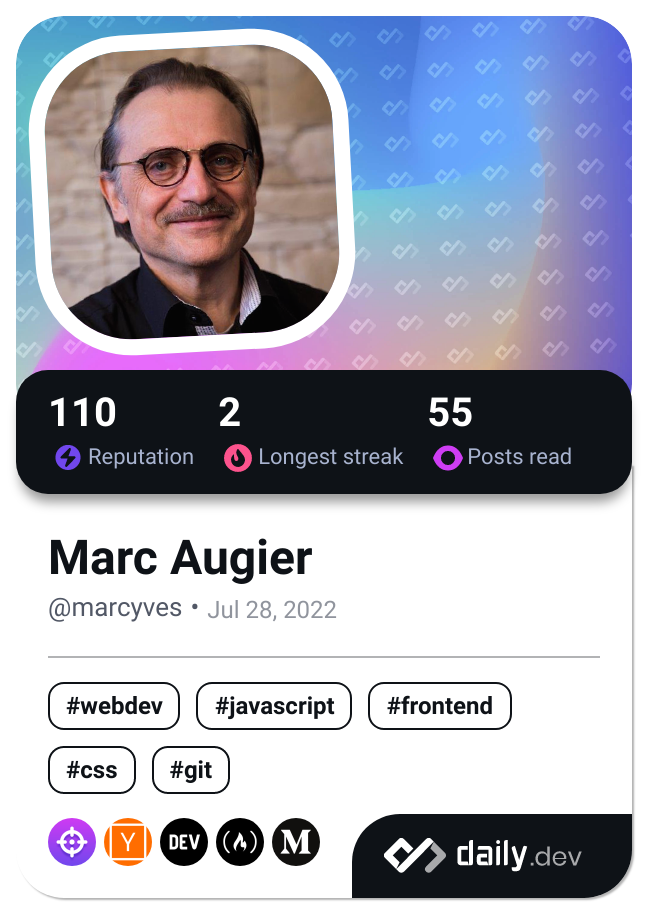 110 2 55
Reputation Longest streak Posts read
Marc Augier
@marcyves • Jul 28, 2022
#webdev #javascript #frontend
#css #git
Y DEV M daily.dev